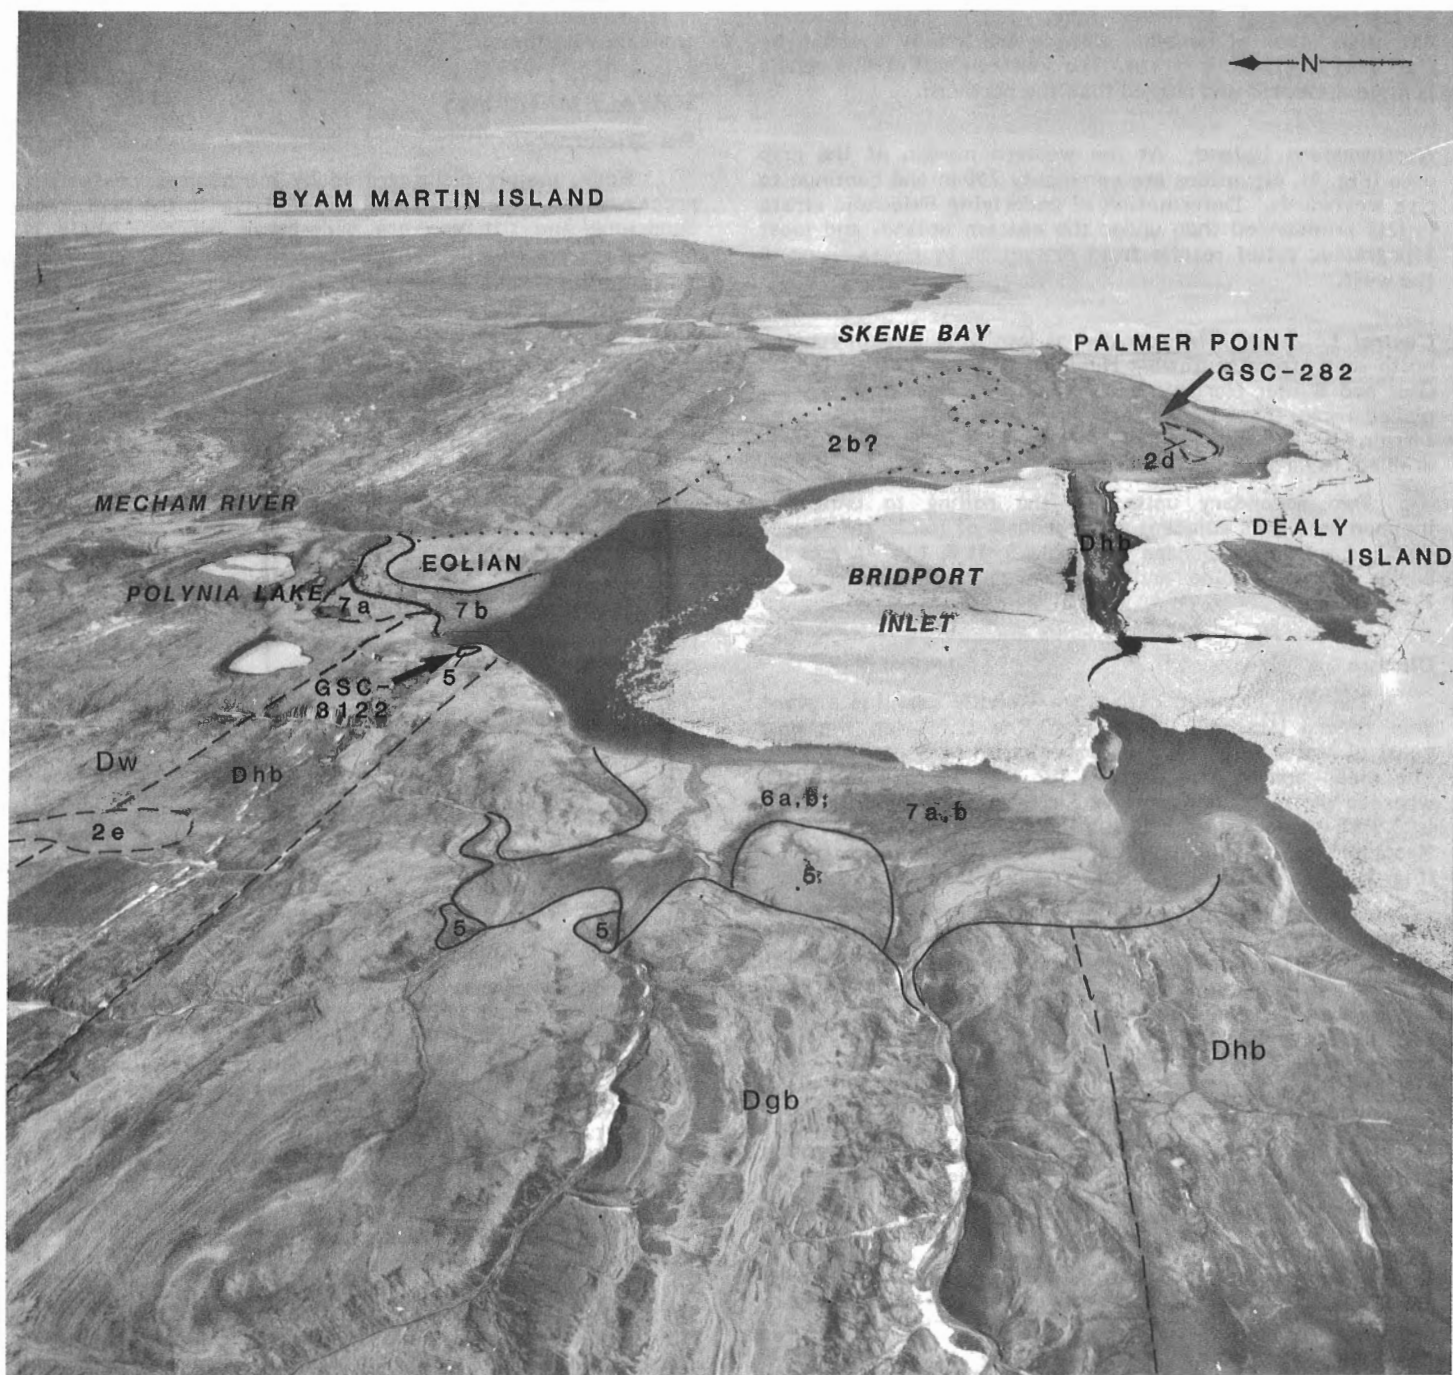 N
BYAM MARTIN ISLAND
SKENE BAY
PALMER POINT
GSC-282
2b?
2d
MECHAM RIVER
DEALY
ISLAND
EOLIAN
Dhb
BRIDPORT
INLET
POLYNIA LAKE
7a
7b
5
GSC-
8122
Dw
Dhb
2e
6a,b;
7a,b
5
5
5
Dhb
Dgb